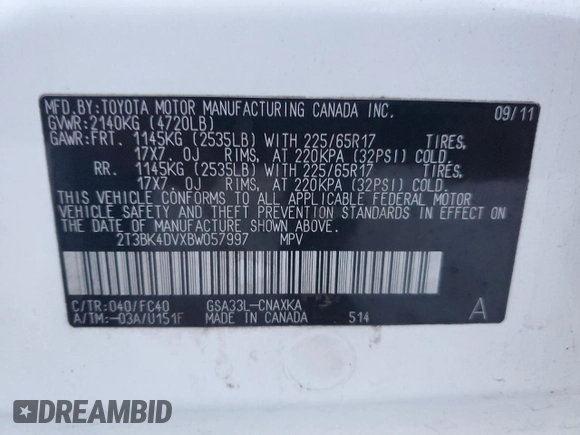 MFD.BY:TOYOTA MOTOR MANUFACTURING CANADA INC.
09/11
GVWR:2140KG (4720LB)
GAWR:FRT. 1145KG (2535LB) WITH 225/65R17 TIRES,
17X7. 0J RIMS, AT 220KPA (32PSI) COLD.
RR. 1145KG (2535LB) WITH 225/65R17 TIRES,
17X7. 0J RIMS, AT 220KPA (32PSI) COLD.
THIS VEHICLE CONFORMS TO ALL APPLICABLE FEDERAL MOTOR
VEHICLE SAFETY AND THEFT PREVENTION STANDARDS IN EFFECT ON
THE DATE OF MANUFACTURE SHOWN ABOVE.
2T3BK4DVXBW057997 MPV
C/TR:040/FC40 GSA33L-CNAXKA
A/TM:-03A/U151F MADE IN CANADA 514
A
DREAMBID